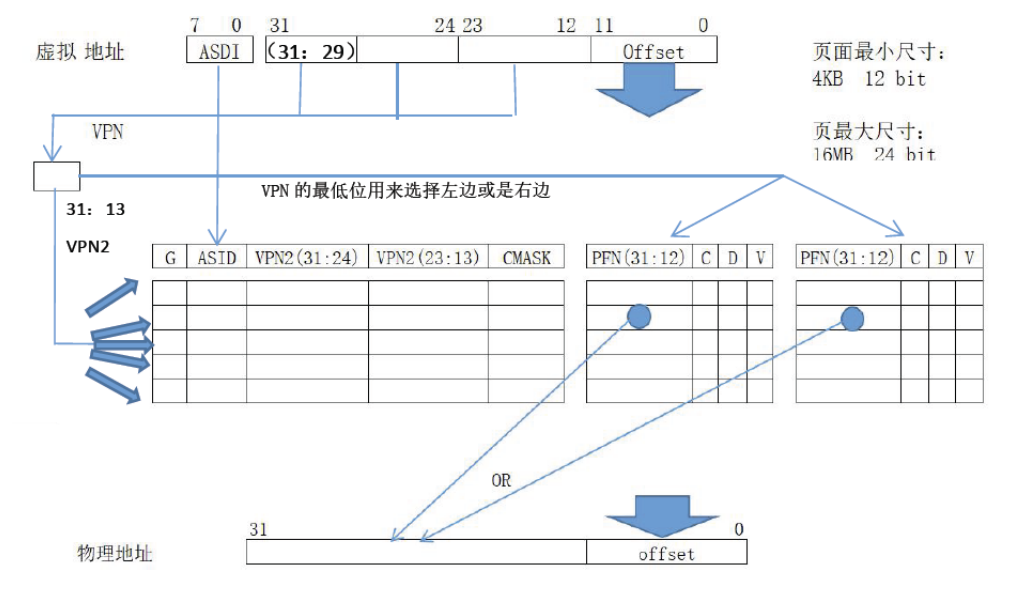 7 0 31 24 23 12 11 0
虚拟 地址 ASDI (31: 29) Offset
页面最小尺寸:
4KB 12 bit
页最大尺寸:
16MB 24 bit
VPN
VPN 的最低位用来选择左边或是右边
31: 13
VPN2
G ASID VPN2(31:24) VPN2(23:13) CMASK PFN(31:12) C D V PFN(31:12) C D V
OR
31 0
物理地址 offset